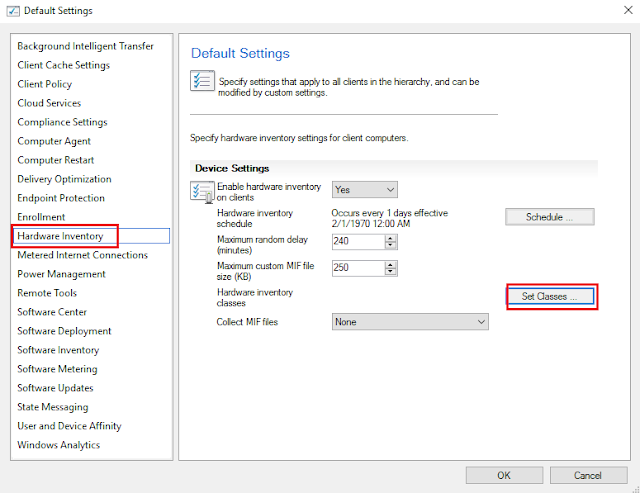 Default Settings
Background Intelligent Transfer
Client Cache Settings
Client Policy
Cloud Services
Compliance Settings
Computer Agent
Computer Restart
Delivery Optimization
Endpoint Protection
Enrollment
Hardware Inventory
Metered Internet Connections
Power Management
Remote Tools
Software Center
Software Deployment
Software Inventory
Software Metering
Software Updates
State Messaging
User and Device Affinity
Windows Analytics
Default Settings
Specify settings that apply to all clients in the hierarchy, and can be
modified by custom settings.
Specify hardware inventory settings for client computers.
Device Settings
Enable hardware inventory
on clients
Yes
Hardware inventory
schedule
Occurs every 1 days effective
2/1/1970 12:00 AM
Schedule ...
Maximum random delay
(minutes)
240
Maximum custom MIF file
size (KB)
250
Hardware inventory
classes
Set Classes ...
Collect MIF files
None
OK
Cancel